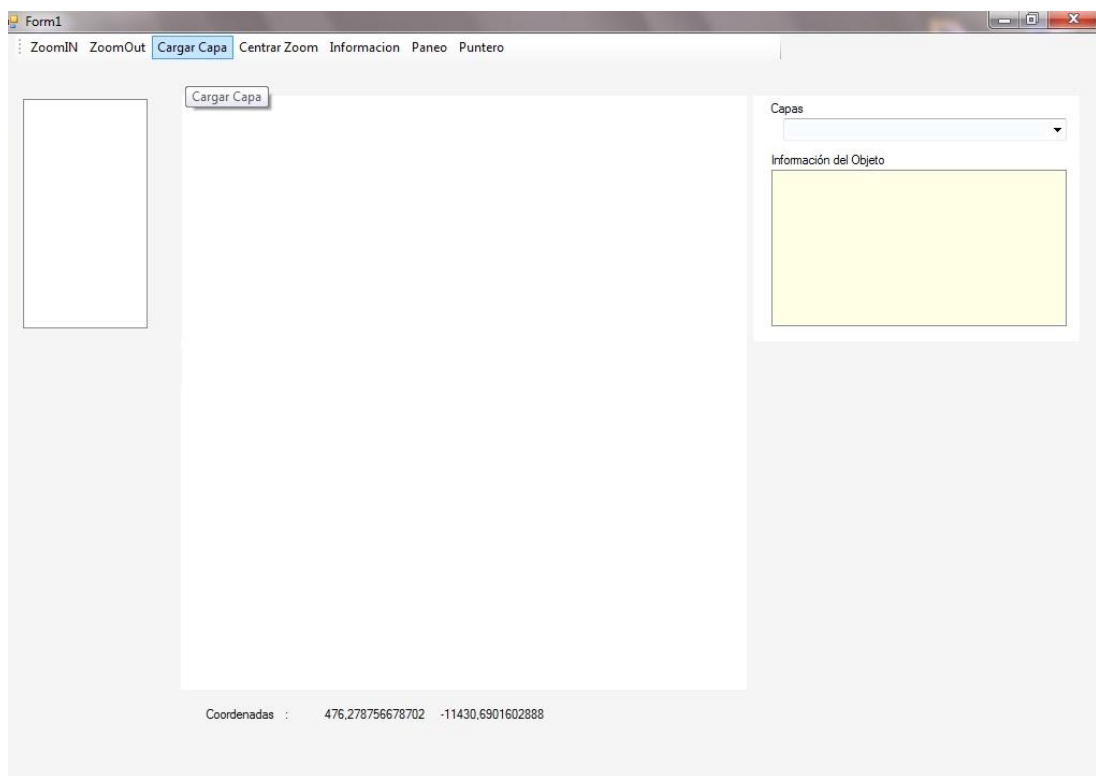 Form1
ZoomIN ZoomOut Cargar Capa Centrar Zoom Informacion Paneo Puntero
Cargar Capa
Capas
Información del Objeto
Coordenadas : 476,278756678702 -11430,6901602888